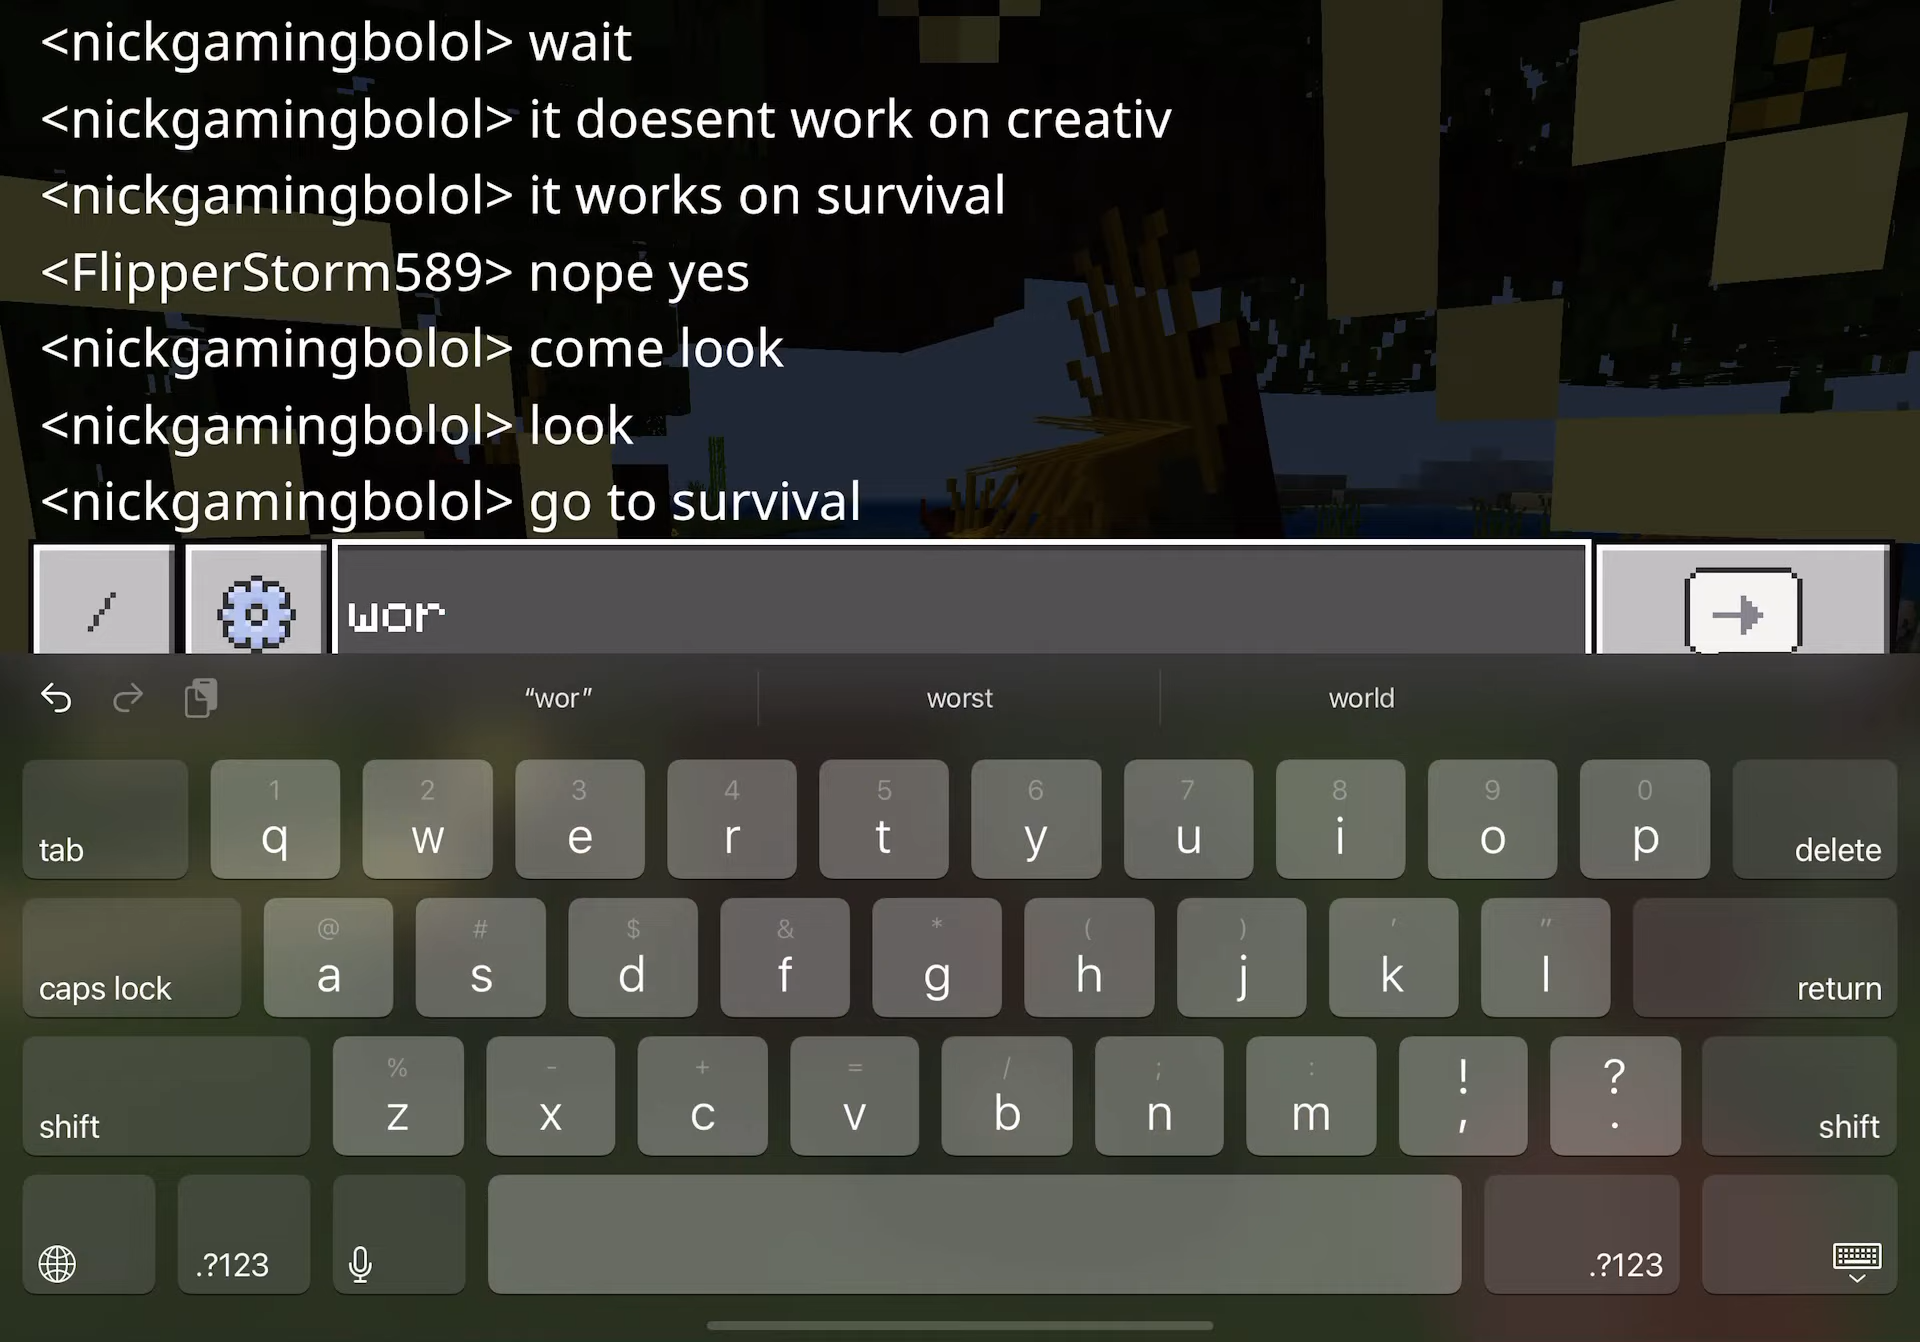 <nickgamingbolol> wait
<nickgamingbolol> it doesent work on creativ
<nickgamingbolol> it works on survival
<FlipperStorm589> nope yes
<nickgamingbolol> come look
<nickgamingbolol> look
<nickgamingbolol> go to survival
/ wor
“wor” worst world
1 2 3 4 5 6 7 8 9 0
tab q w e r t y u i o p delete
@ # $ & * ( ) ' "
caps lock a s d f g h j k l return
% - + = / ; : ! ?
shift z x c v b n m , . shift
.?123 .?123